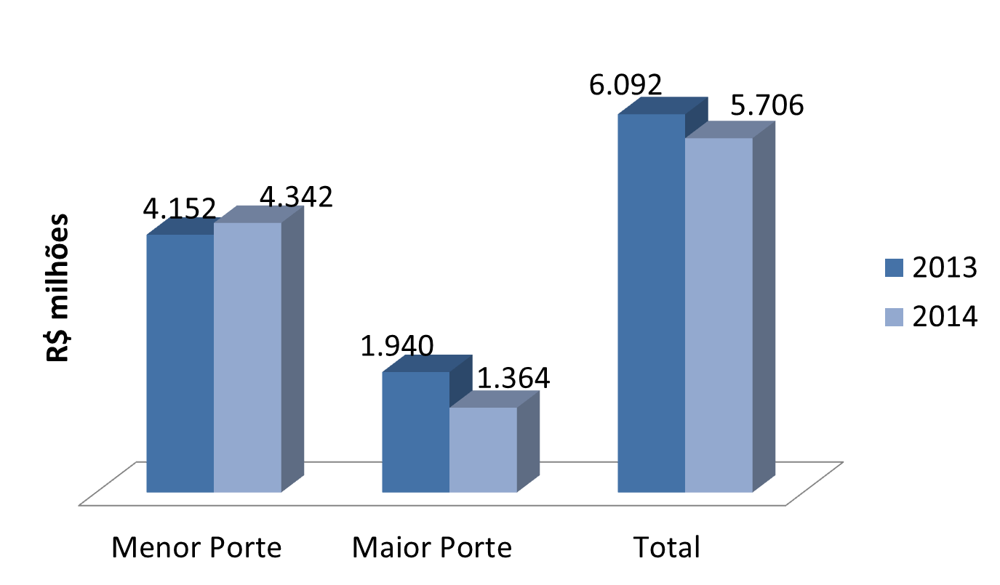 6.092
5.706
4.152
4.342
1.940
1.364
R$ milhões
2013
2014
Menor Porte
Maior Porte
Total